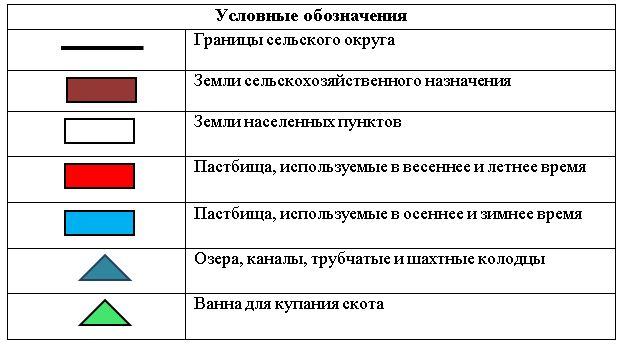 Условные обозначения
Границы сельского округа
Земли сельскохозяйственного назначения
Земли населенных пунктов
Пастбища, используемые в весеннее и летнее время
Пастбища, используемые в осеннее и зимнее время
Озера, каналы, трубчатые и шахтные колодцы
Ванна для купания скота